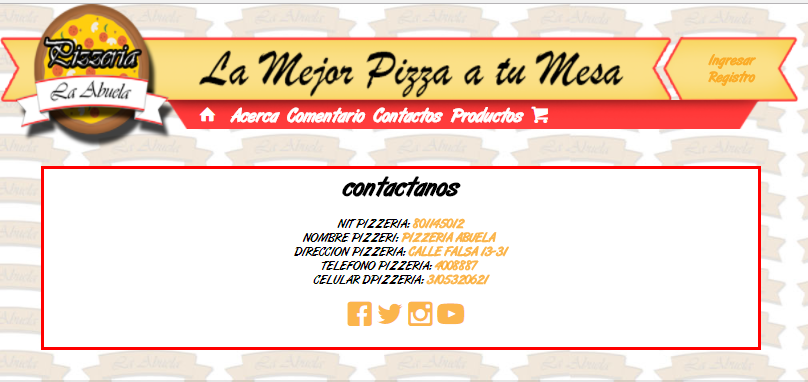 Pizzeria
La Abuela
La Mejor Pizza a tu Mesa
Ingresar
Registro
Acerca Comentario Contactos Productos
contactanos
NIT PIZZERIA: 801145012
NOMBRE PIZZERI: PIZZERIA ABUELA
DIRECCION PIZZERIA: CALLE FALSA 13-31
TELEFONO PIZZERIA: 4008887
CELULAR DPIZZERIA: 3105320621